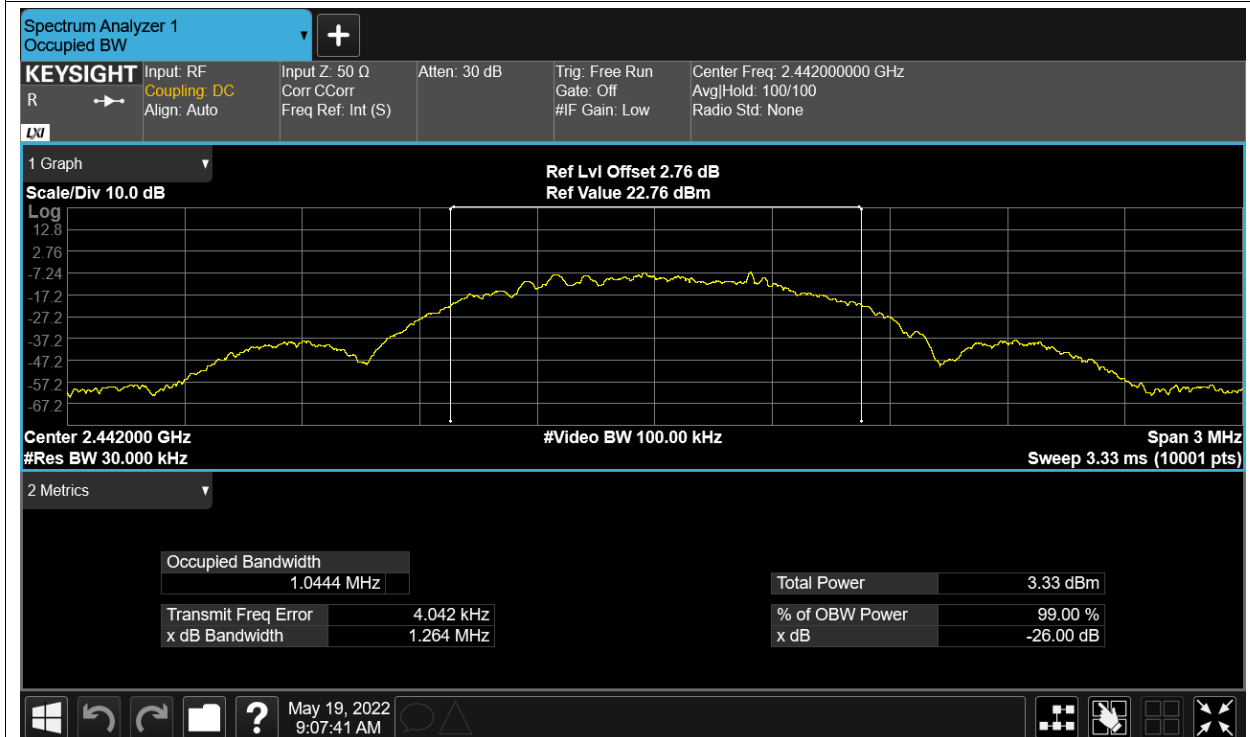 Spectrum Analyzer 1
Occupied BW
+
KEYSIGHT
R
LXI
Input: RF
Coupling: DC
Align: Auto
Input Z: 50 Ω
Corr CCorr
Freq Ref: Int (S)
Atten: 30 dB
Trig: Free Run
Gate: Off
#IF Gain: Low
Center Freq: 2.442000000 GHz
Avg|Hold: 100/100
Radio Std: None
1 Graph
Scale/Div 10.0 dB
Ref Lvl Offset 2.76 dB
Ref Value 22.76 dBm
Log
12.8
2.76
-7.24
-17.2
-27.2
-37.2
-47.2
-57.2
-67.2
Center 2.442000 GHz
#Res BW 30.000 kHz
#Video BW 100.00 kHz
Span 3 MHz
Sweep 3.33 ms (10001 pts)
2 Metrics
Occupied Bandwidth
1.0444 MHz
Transmit Freq Error 4.042 kHz
x dB Bandwidth 1.264 MHz
Total Power 3.33 dBm
% of OBW Power 99.00 %
x dB -26.00 dB
?
May 19, 2022
9:07:41 AM